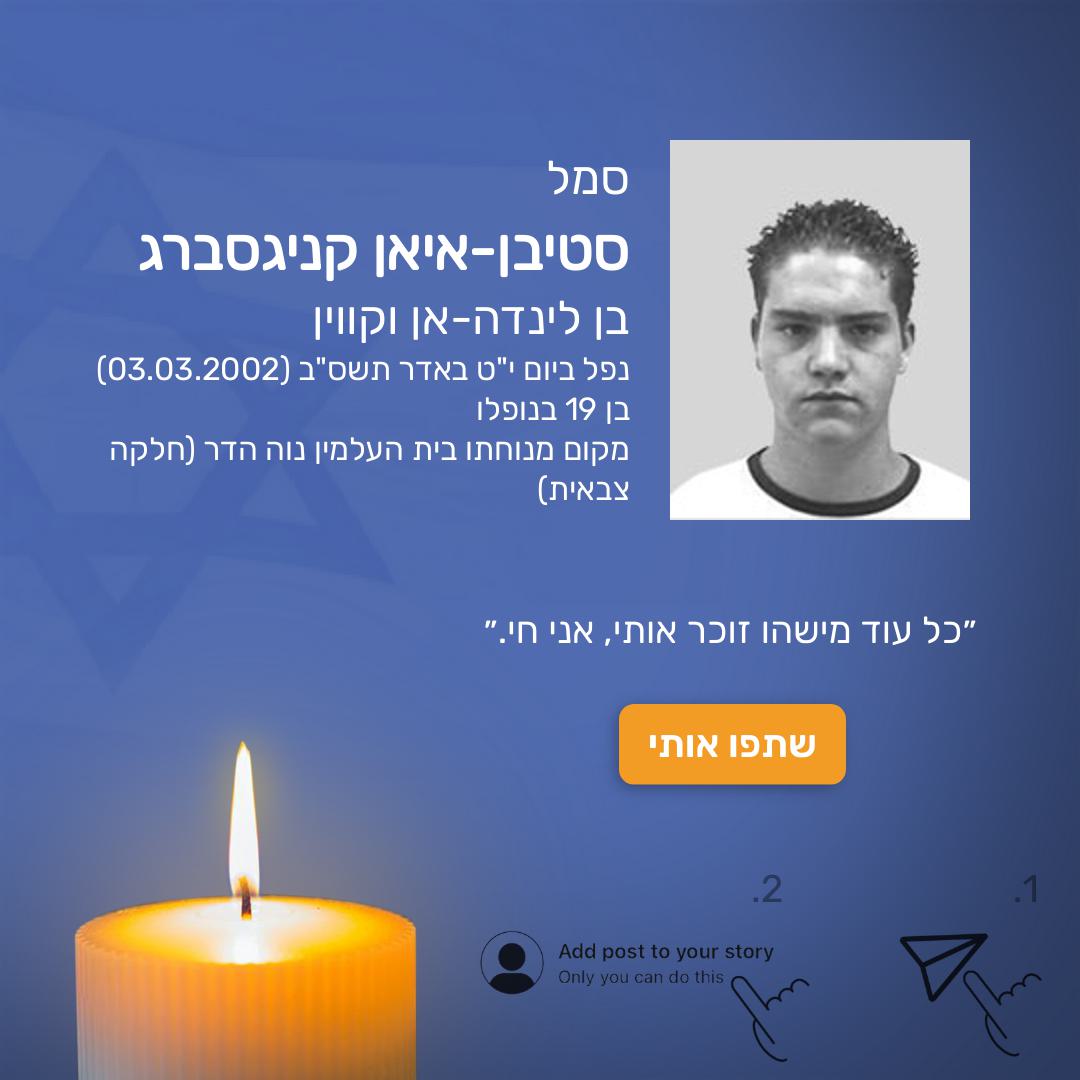 סמל
סטיבן-איאן קניגסברג
בן לינדה-אן וקווין
נפל ביום י"ט באדר תשס"ב (03.03.2002)
בן 19 בנופלו
מקום מנוחתו בית העלמין נוה הדר (חלקה
צבאית)
״כל עוד מישהו זוכר אותי, אני חי.״
שתפו אותי
1.
2.
Add post to your story
Only you can do this